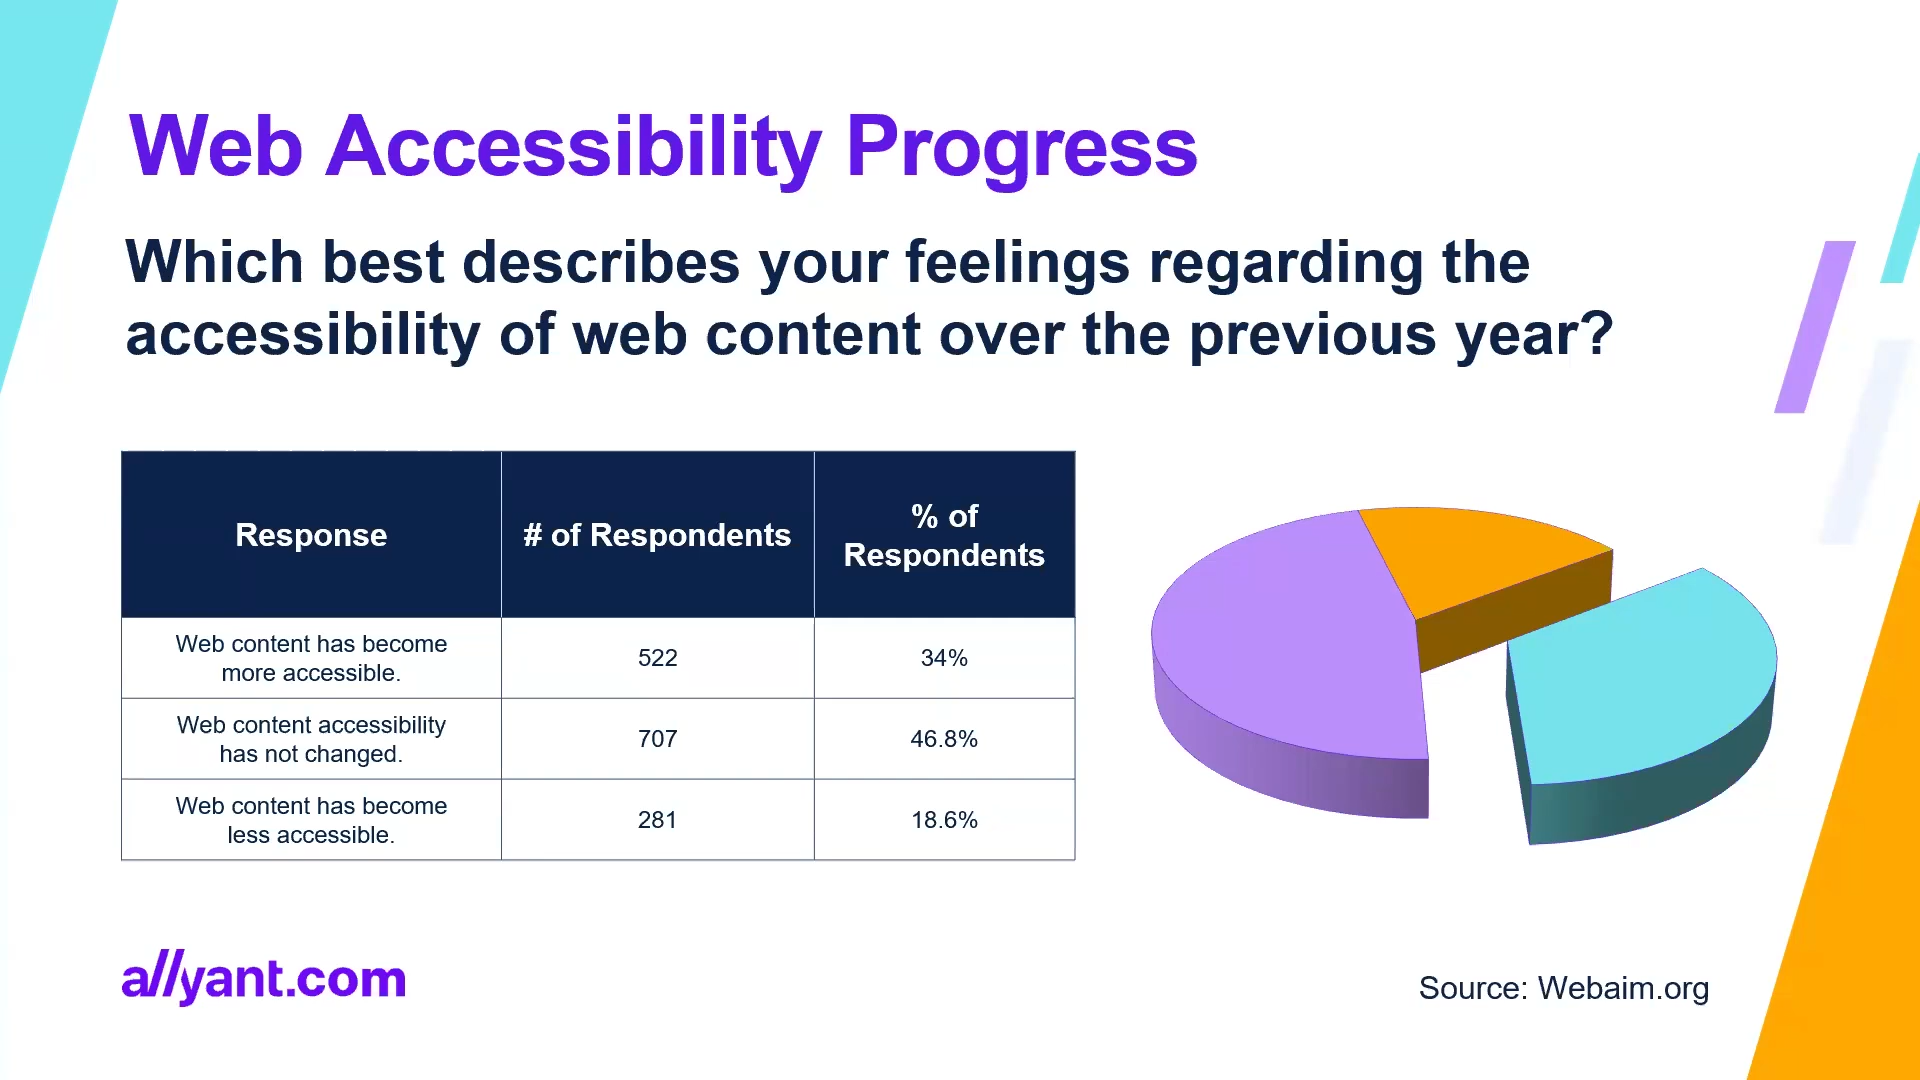 Web Accessibility Progress
Which best describes your feelings regarding the
accessibility of web content over the previous year?
Response
# of Respondents
% of
Respondents
Web content has become
more accessible.
522
34%
Web content accessibility
has not changed.
707
46.8%
Web content has become
less accessible.
281
18.6%
allyant.com
Source: Webaim.org